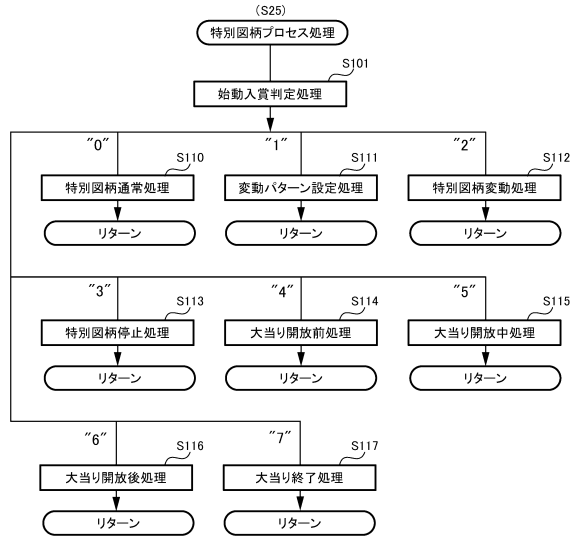 (S25)
特別図柄プロセス処理
S101
始動入賞判定処理
"0"
"1"
"2"
S110
S111
S112
特別図柄通常処理
変動パターン設定処理
特別図柄変動処理
リターン
リターン
リターン
"3"
"4"
"5"
S113
S114
S115
特別図柄停止処理
大当り開放前処理
大当り開放中処理
リターン
リターン
リターン
"6"
"7"
S116
S117
大当り開放後処理
大当り終了処理
リターン
リターン